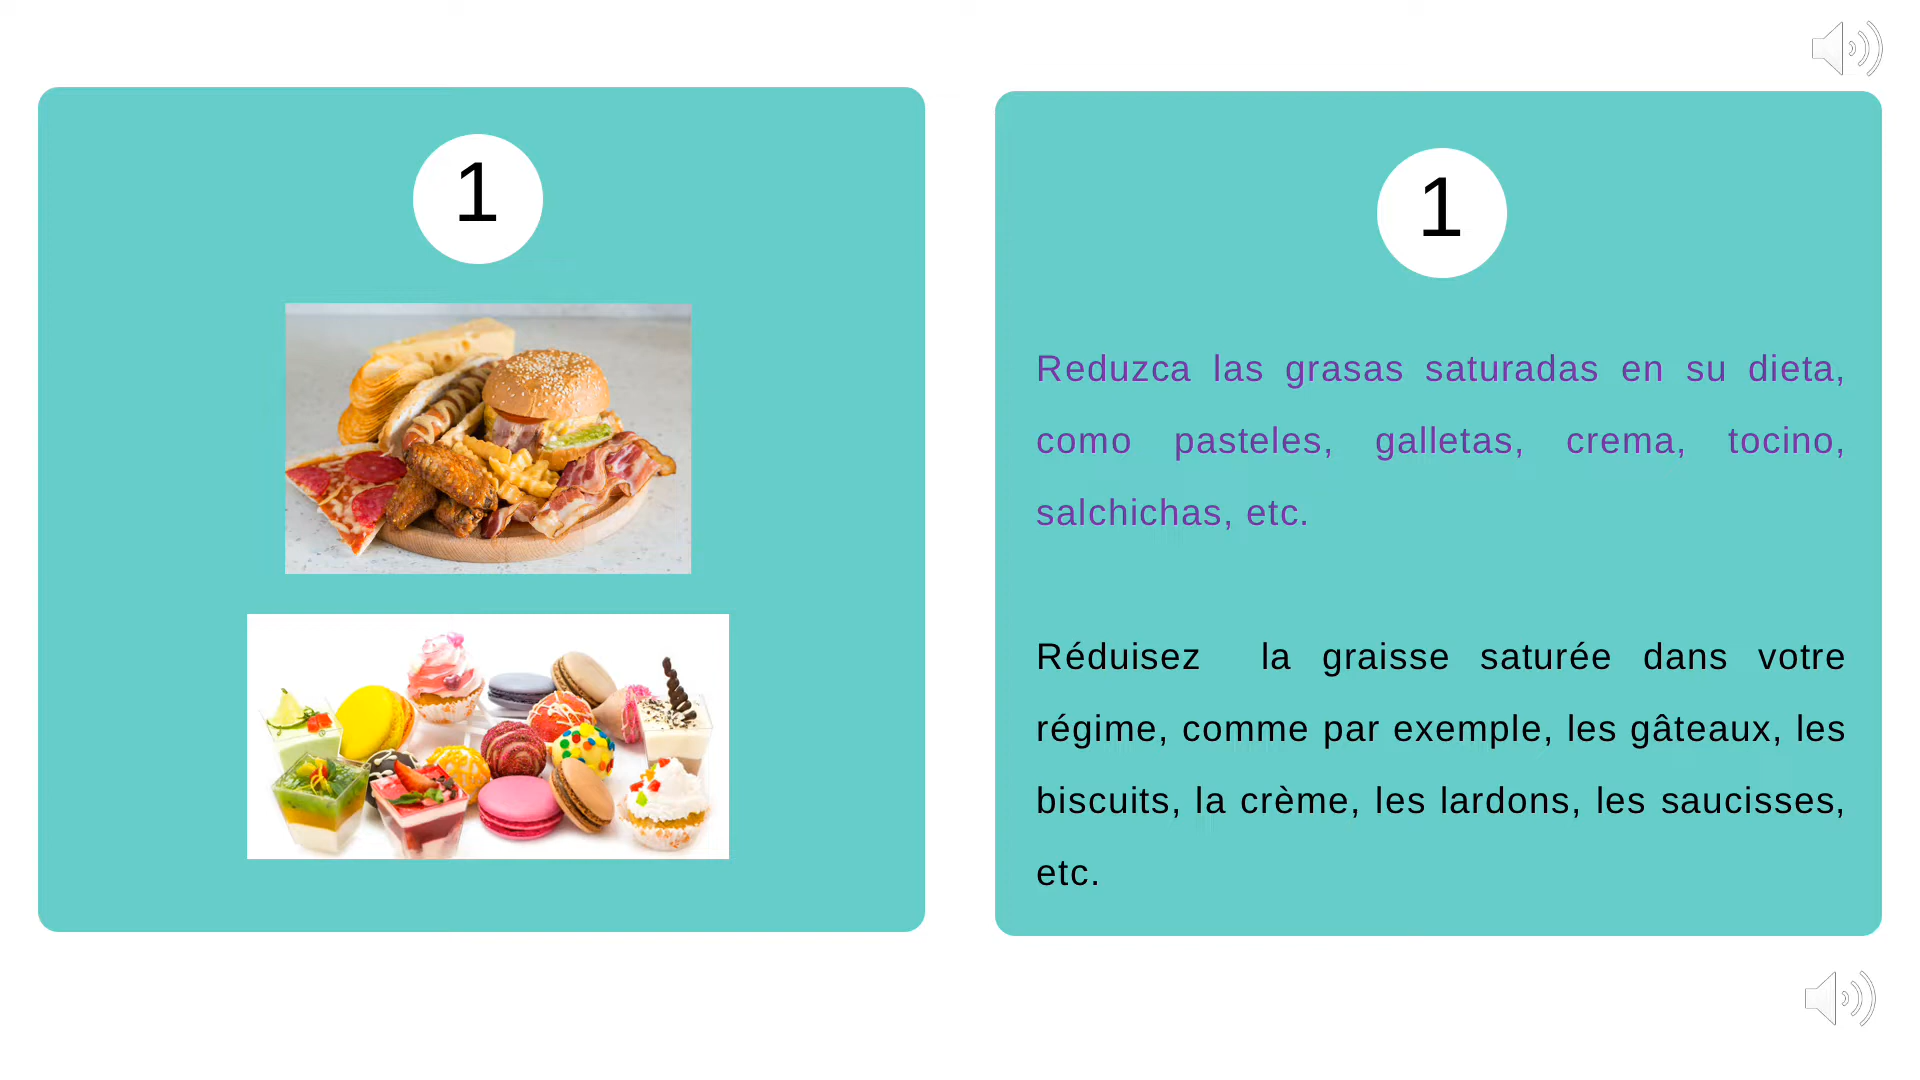 1
1
Reduzca las grasas saturadas en su dieta,
como pasteles, galletas, crema, tocino,
salchichas, etc.
Réduisez la graisse saturée dans votre
régime, comme par exemple, les gâteaux, les
biscuits, la crème, les lardons, les saucisses,
etc.